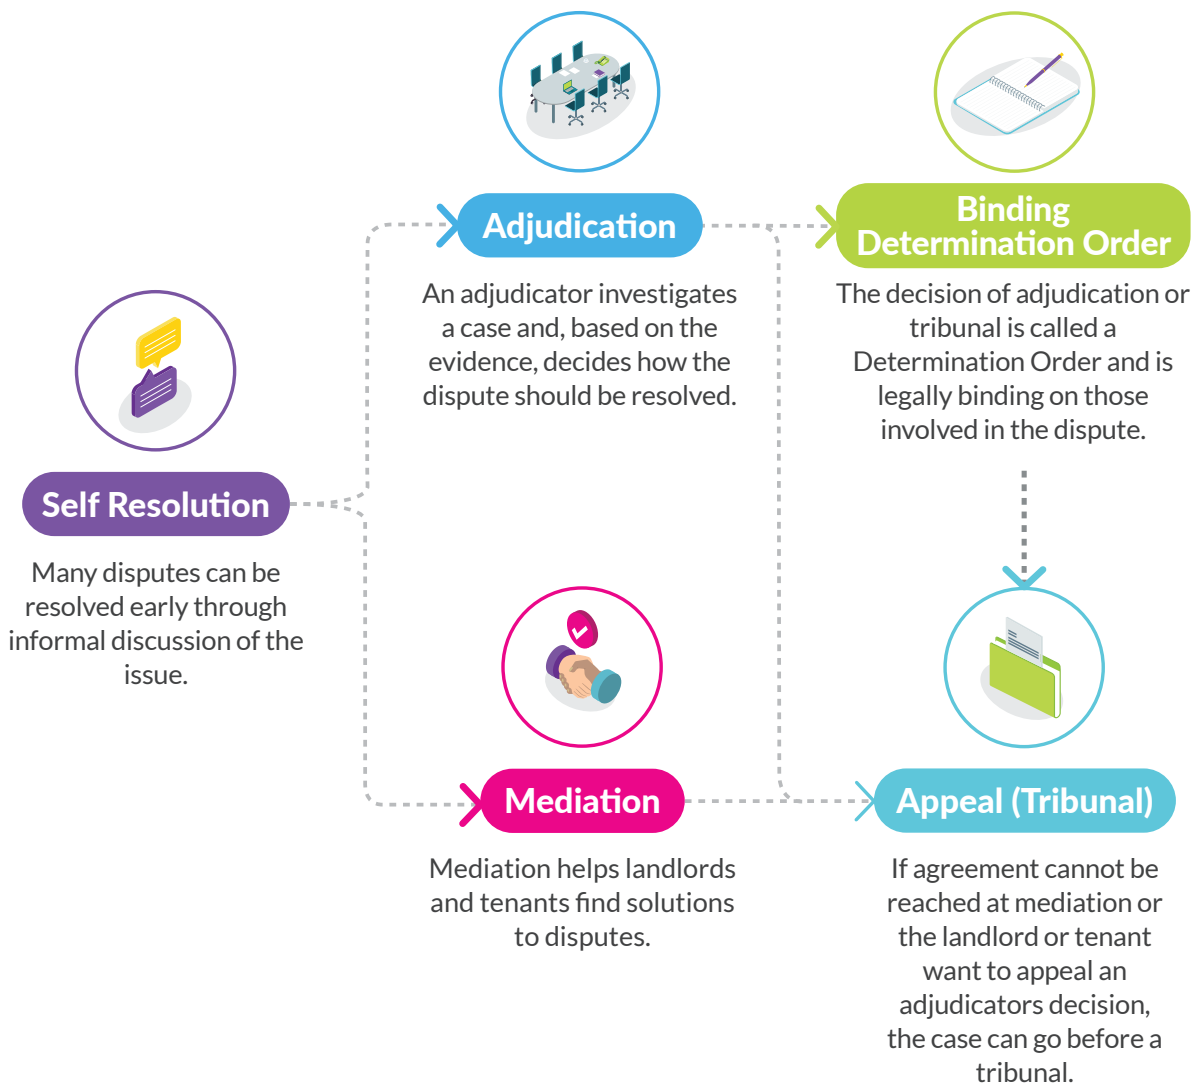 Self Resolution
Many disputes can be
resolved early through
informal discussion of the
issue.
Adjudication
An adjudicator investigates
a case and, based on the
evidence, decides how the
dispute should be resolved.
Mediation
Mediation helps landlords
and tenants find solutions
to disputes.
Binding
Determination Order
The decision of adjudication or
tribunal is called a
Determination Order and is
legally binding on those
involved in the dispute.
Appeal (Tribunal)
If agreement cannot be
reached at mediation or
the landlord or tenant
want to appeal an
adjudicators decision,
the case can go before a
tribunal.